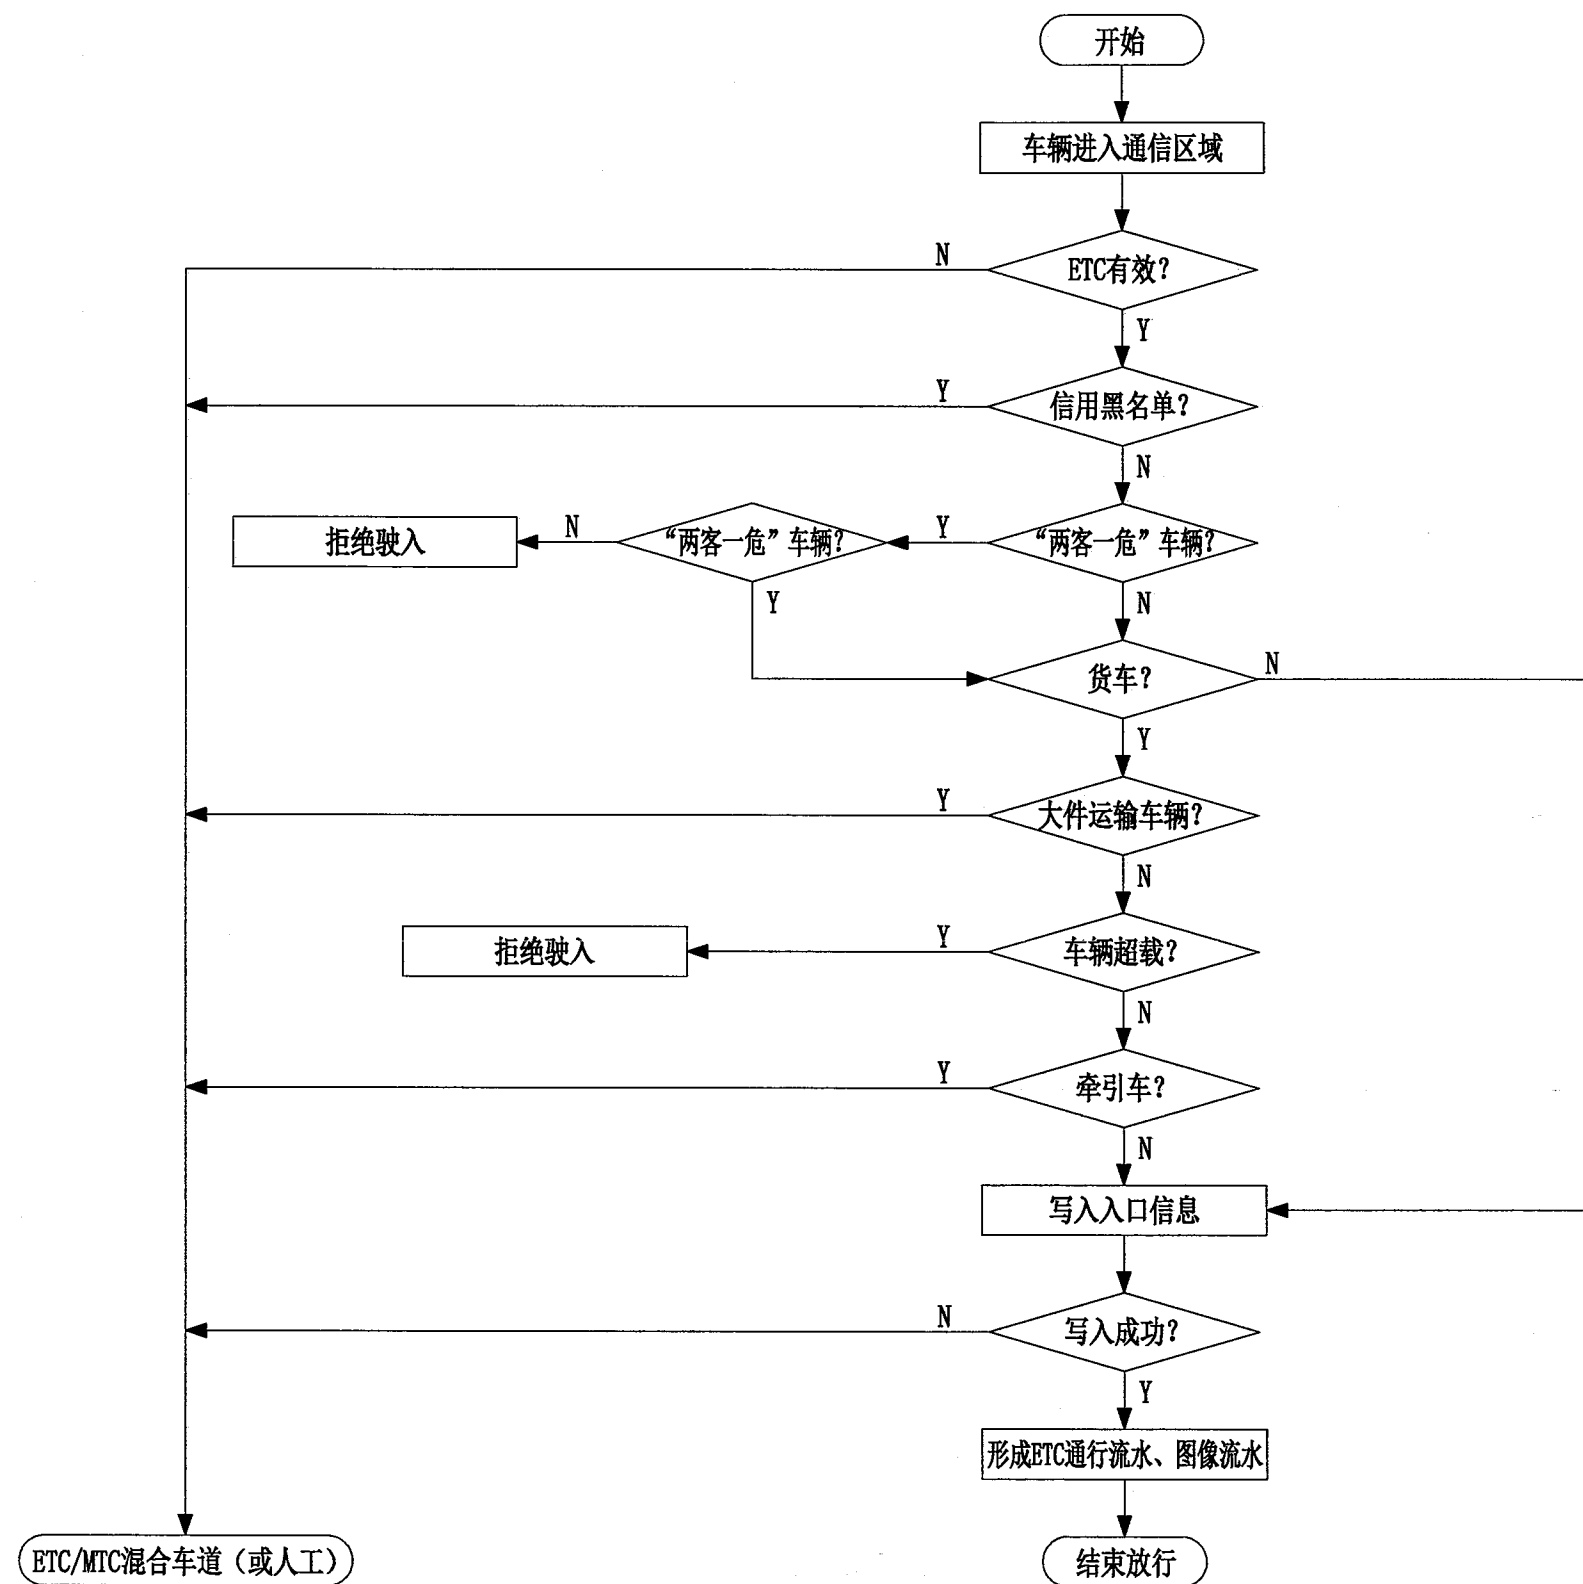 开始
车辆进入通信区域
N
ETC有效?
Y
Y
信用黑名单?
N
拒绝驶入
N
“两客一危”车辆?
Y
“两客一危”车辆?
Y
N
货车?
N
Y
Y
大件运输车辆?
N
拒绝驶入
Y
车辆超载?
N
Y
牵引车?
N
写入入口信息
N
写入成功?
Y
形成ETC通行流水、图像流水
ETC/MTC混合车道（或人工）
结束放行